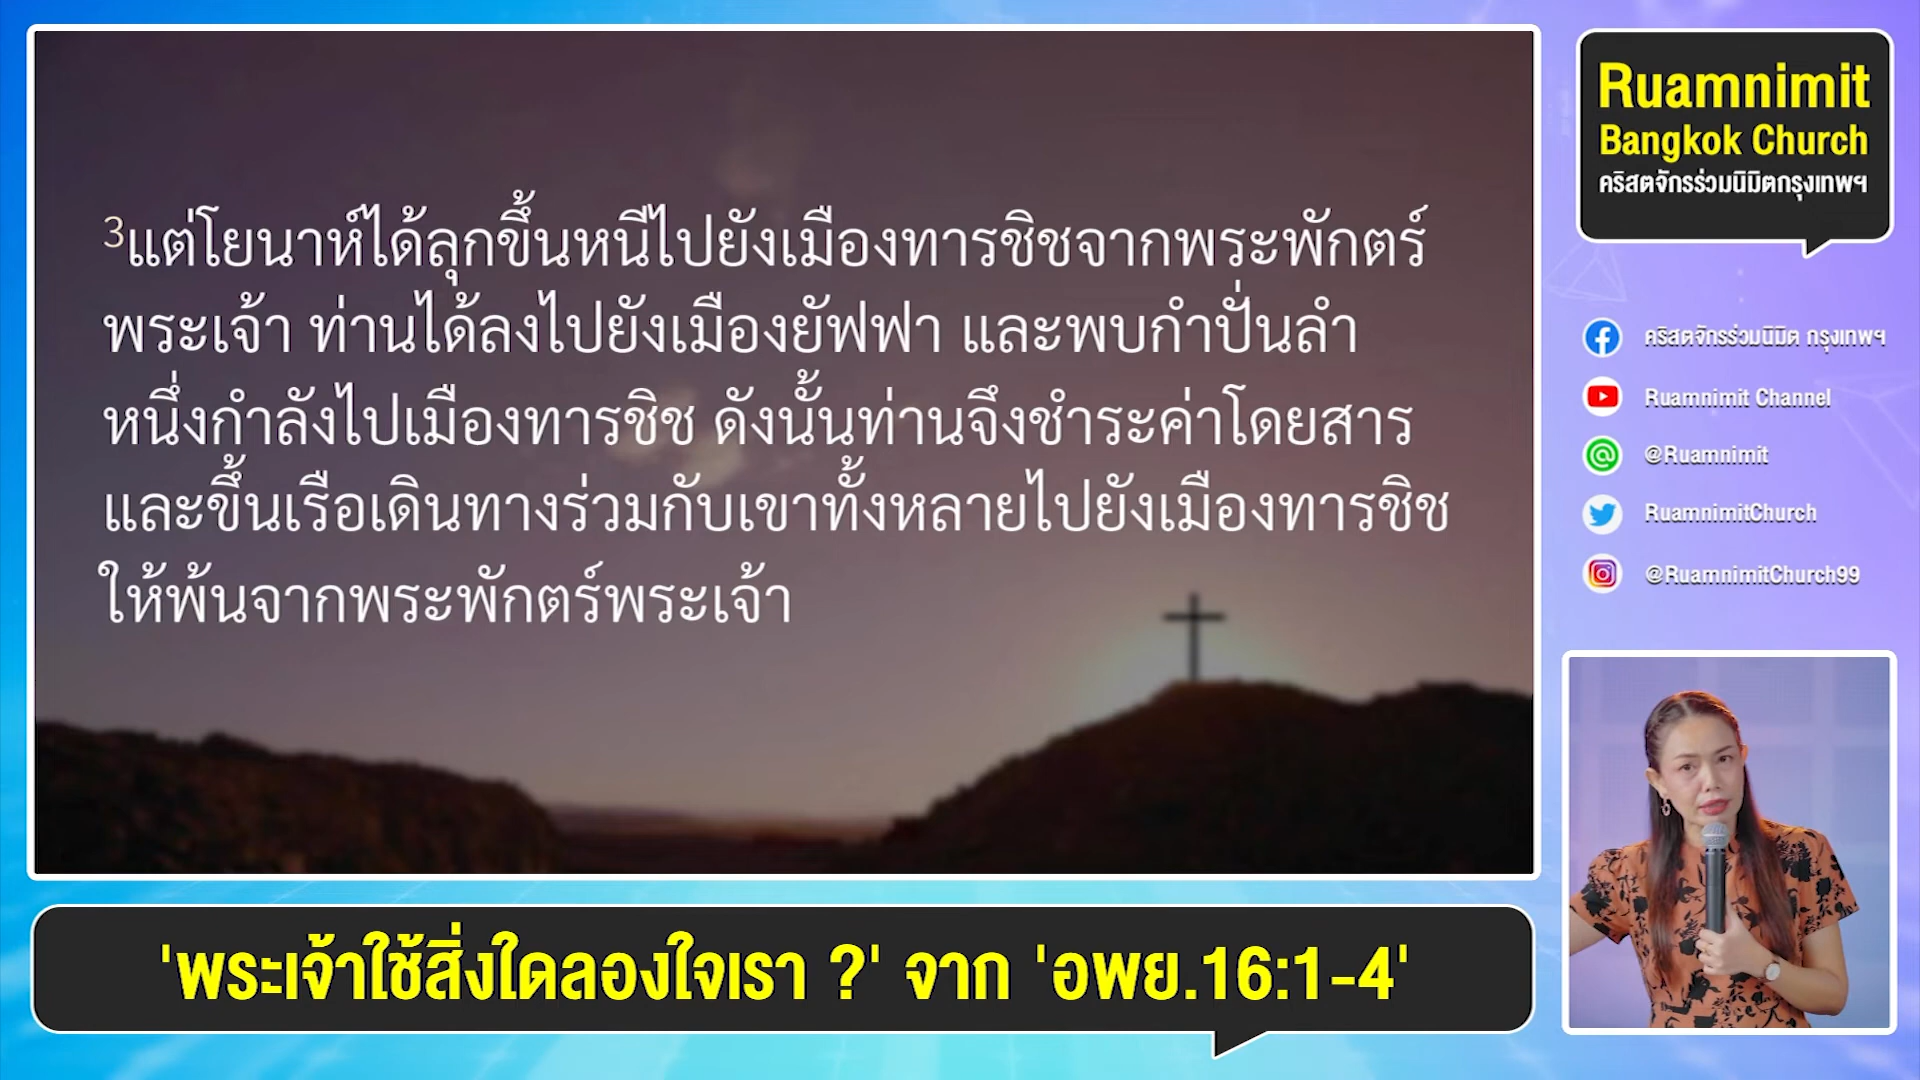 3แต่โยนาห์ได้ลุกขึ้นหนีไปยังเมืองทารชิชจากพระพักตร์
พระเจ้า ท่านได้ลงไปยังเมืองยัฟฟา และพบกำปั่นลำ
หนึ่งกำลังไปเมืองทารชิช ดังนั้นท่านจึงชำระค่าโดยสาร
และขึ้นเรือเดินทางร่วมกับเขาทั้งหลายไปยังเมืองทารชิช
ให้พ้นจากพระพักตร์พระเจ้า
'พระเจ้าใช้สิ่งใดลองใจเรา ?' จาก 'อพย.16:1-4'
Ruamnimit
Bangkok Church
คริสตจักรร่วมนิมิตกรุงเทพฯ
คริสตจักรร่วมนิมิต กรุงเทพฯ
Ruamnimit Channel
@Ruamnimit
RuamnimitChurch
@RuamnimitChurch99